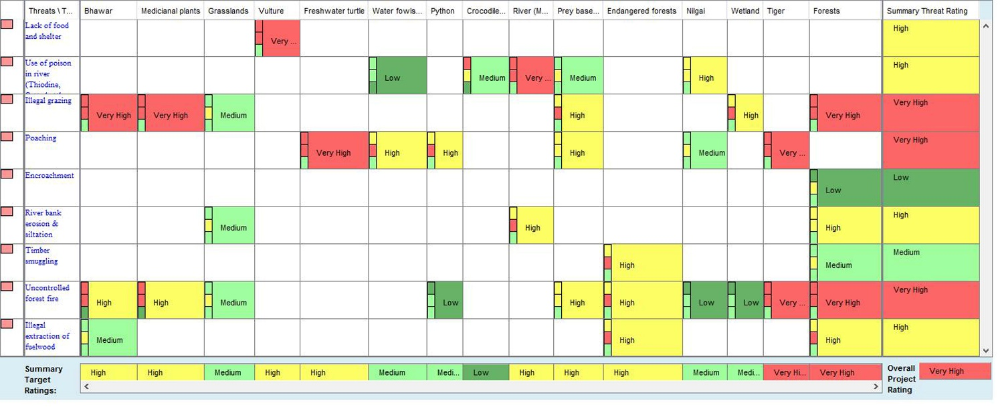 Threats \ T... Bhawar Medicianal plants Grasslands Vulture Freshwater turtle Water fowls... Python Crocodile... River (M... Prey base... Endangered forests Nilgai Wetland Tiger Forests Summary Threat Rating
Lack of food
and shelter
Very ...
High
Use of poison
in river
(Thiodine,
Low Medium Very ... Medium High
High
Illegal grazing
Very High Very High Medium High High Very High
Very High
Poaching
Very High High High High Medium Very ...
Very High
Encroachment
Low
Low
River bank
erosion &
siltation
Medium High High
High
Timber
smuggling
High Medium
Medium
Uncontrolled
forest fire
High High Medium Low High High Low Low Very ... Very High
Very High
Illegal
extraction of
fuelwood
Medium High High
High
Summary
Target
Ratings:
High High Medium High High Medium Medi... Low High High High Medium Medi... Very Hi... Very High
Overall
Project
Rating
Very High